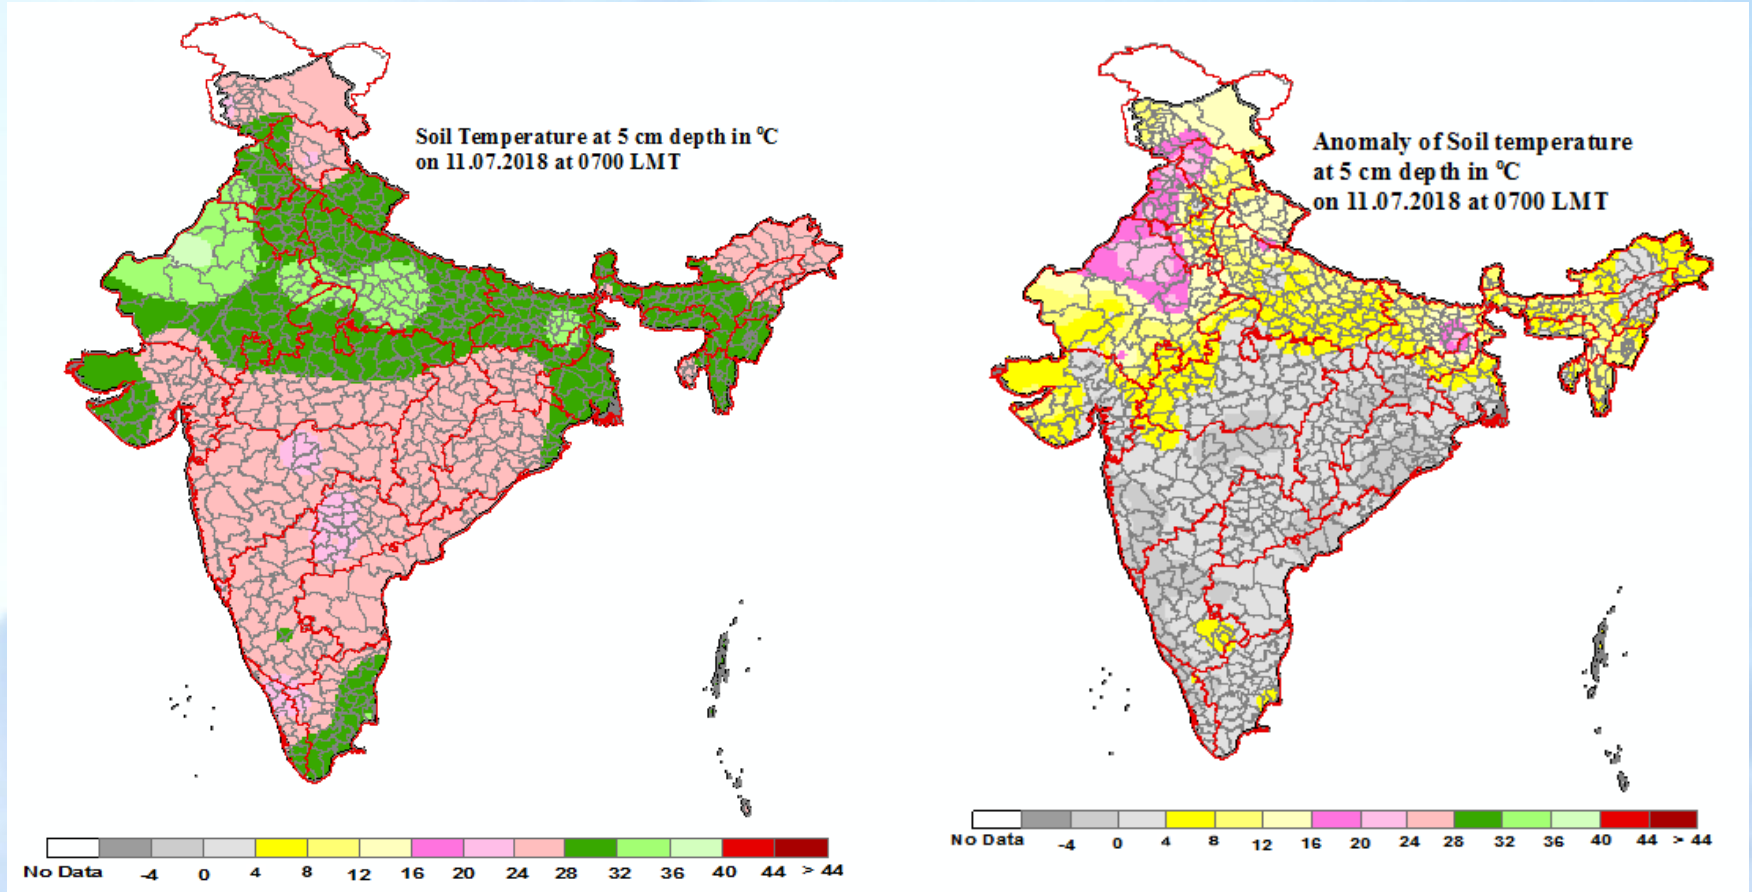 Soil Temperature at 5 cm depth in ⁰C
on 11.07.2018 at 0700 LMT
Anomaly of Soil temperature
at 5 cm depth in ⁰C
on 11.07.2018 at 0700 LMT
No Data -4 0 4 8 12 16 20 24 28 32 36 40 44 > 44
No Data -4 0 4 8 12 16 20 24 28 32 36 40 44 > 44